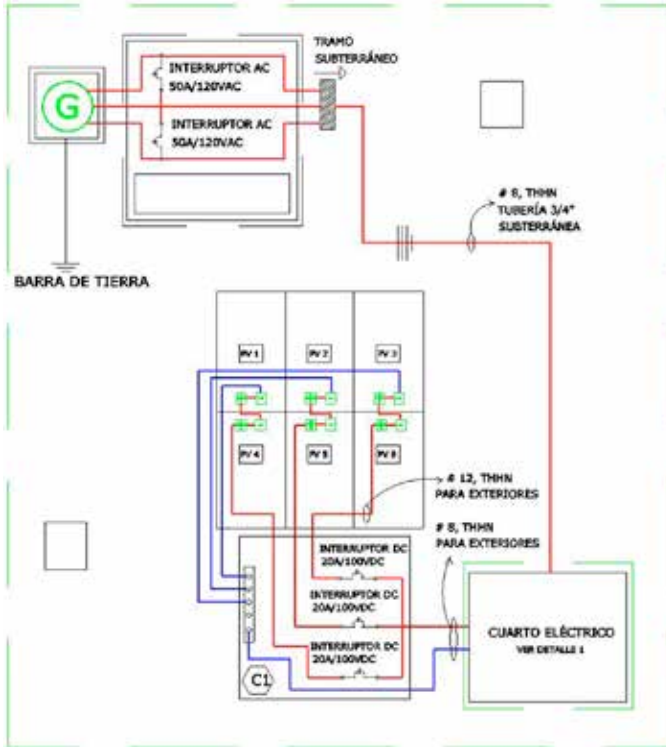 TRAMO
SUBTERRÁNEO
INTERRUPTOR AC
50A/120VAC
G
INTERRUPTOR AC
50A/120VAC
# 8, THHN
TUBERÍA 3/4"
SUBTERRÁNEA
BARRA DE TIERRA
PV 1
PV 2
PV 3
PV 4
PV 5
PV 6
# 12, THHN
PARA EXTERIORES
# 8, THHN
PARA EXTERIORES
INTERRUPTOR DC
20A/100VDC
INTERRUPTOR DC
20A/100VDC
INTERRUPTOR DC
20A/100VDC
CUARTO ELÉCTRICO
VER DETALLE 1
C1